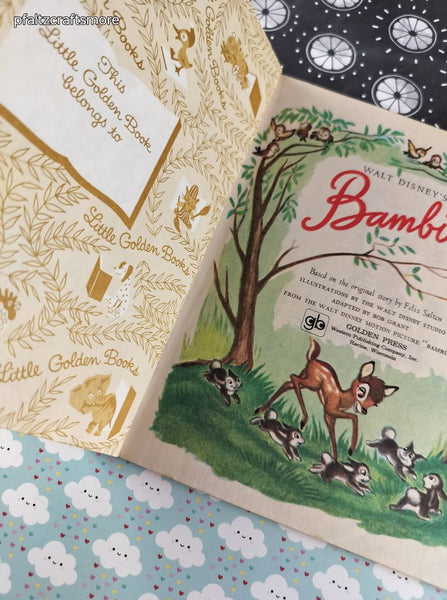 pfaltzcraftsmore
Books
Little Golden Books
This
Little Golden Book
belongs to
Little Golden Books
Little Golden Books
WALT DISNEY'S
Bambi
Based on the original story by Felix Salten
ILLUSTRATIONS BY THE WALT DISNEY STUDIO
ADAPTED BY BOB GRANT
FROM THE WALT DISNEY MOTION PICTURE "BAMBI"
GOLDEN PRESS
Western Publishing Company, Inc.
Racine, Wisconsin